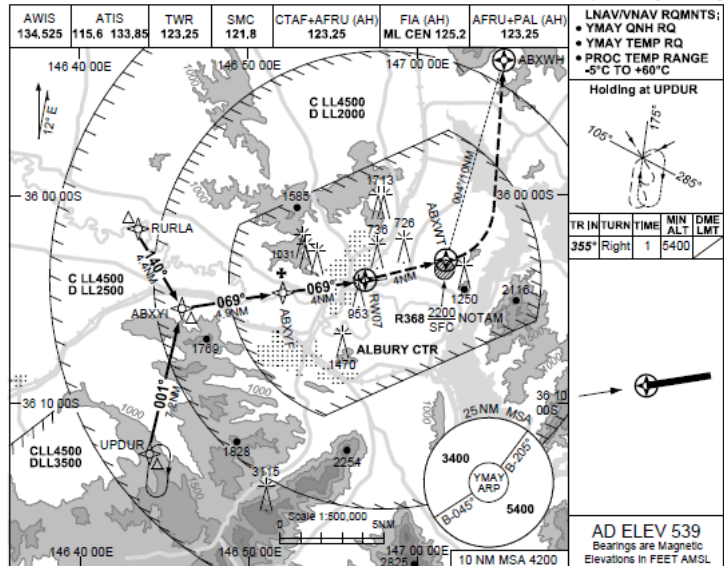 AWIS
134,525
ATIS
115,6 133,85
TWR
123,25
SMC
121.8
CTAF+AFRU (AH)
123,25
FIA (AH)
ML CEN 125,2
AFRU+PAL (AH)
123,25
LNAV/VNAV RQMNTS;
• YMAY QNH RQ
• YMAY TEMP RQ
• PROC TEMP RANGE
-5°C TO +60°C
146 40 00E
146 50 00E
147 00 00E
ABXWH
12° E
C LL4500
D LL2000
1000
Holding at UPDUR
175°
105°
285°
36 00 00S
36 00 00S
1000
1585
1713
004°/10NM
RURLA
736
726
ABXWT
1031
TR IN
TURN
TIME
MIN
ALT
DME
LMT
355°
Right
1
5400
140°
4.4NM
C LL4500
D LL2500
069°
4.9NM
069°
4NM
4NM
ABXYI
ABXYF
RW07
953
1250
2116
R368
2200
SFC
NOTAM
1769
1470
ALBURY CTR
1000
36 10 00S
36 10
00S
1000
001°
UPDUR
CLL4500
DLL3500
1500
1828
2254
3115
25 NM MSA
3400
B-205°
YMAY
ARP
B-045°
5400
Scale 1:500,000
0
5NM
146 40 00E
146 50 00E
147 00 00E
2825
10 NM MSA 4200
AD ELEV 539
Bearings are Magnetic
Elevations in FEET AMSL